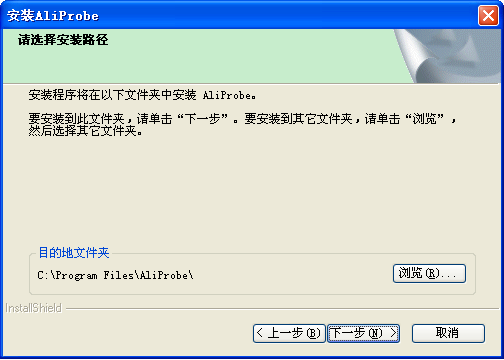 安装AliProbe
请选择安装路径
安装程序将在以下文件夹中安装 AliProbe。
要安装到此文件夹，请单击“下一步”。要安装到其它文件夹，请单击“浏览”，
然后选择其它文件夹。
目的地文件夹
C:\Program Files\AliProbe\
浏览(R)...
InstallShield
< 上一步(B) 下一步(N) > 取消